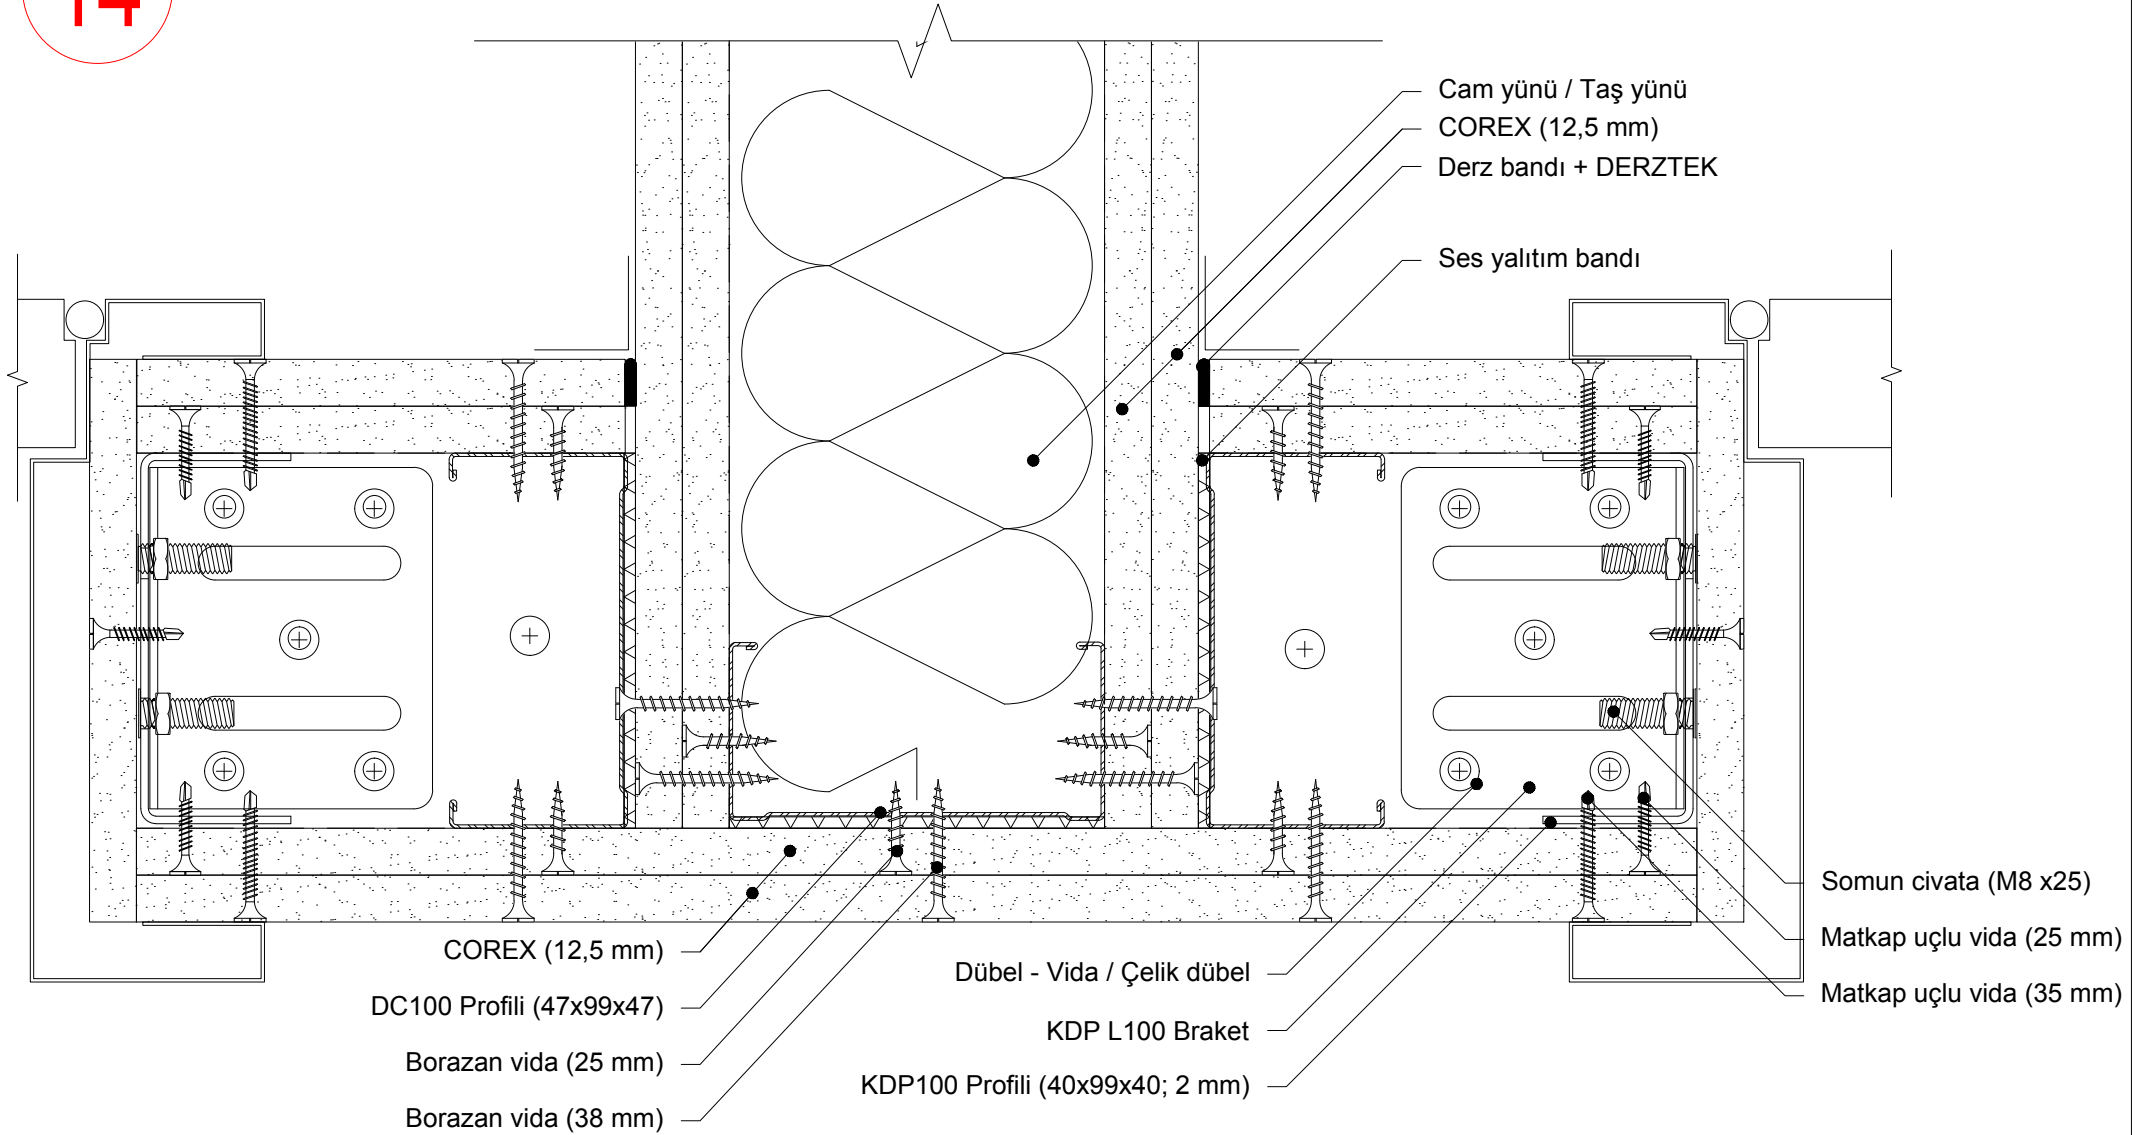 14
Cam yünü / Taş yünü
COREX (12,5 mm)
Derz bandı + DERZTEK
Ses yalıtım bandı
Somun civata (M8 x25)
Matkap uçlu vida (25 mm)
Matkap uçlu vida (35 mm)
COREX (12,5 mm)
DC100 Profili (47x99x47)
Borazan vida (25 mm)
Borazan vida (38 mm)
Dübel - Vida / Çelik dübel
KDP L100 Braket
KDP100 Profili (40x99x40; 2 mm)